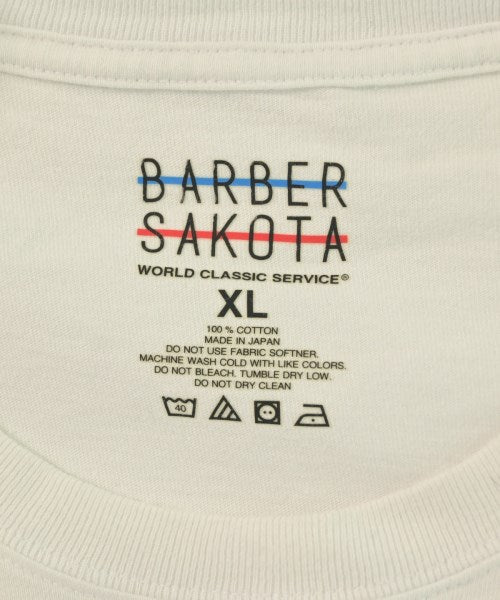 BARBER
SAKOTA
WORLD CLASSIC SERVICE®
XL
100 % COTTON
MADE IN JAPAN
DO NOT USE FABRIC SOFTNER.
MACHINE WASH COLD WITH LIKE COLORS.
DO NOT BLEACH. TUMBLE DRY LOW.
DO NOT DRY CLEAN
40